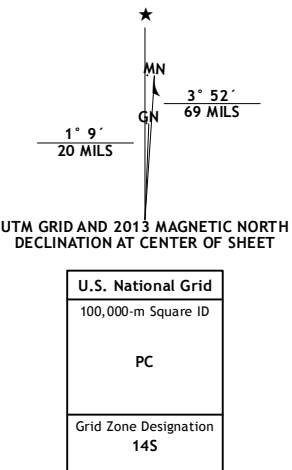 ★
MN
3° 52´
69 MILS
GN
1° 9´
20 MILS
UTM GRID AND 2013 MAGNETIC NORTH
DECLINATION AT CENTER OF SHEET
U.S. National Grid
100,000-m Square ID
PC
Grid Zone Designation
14S